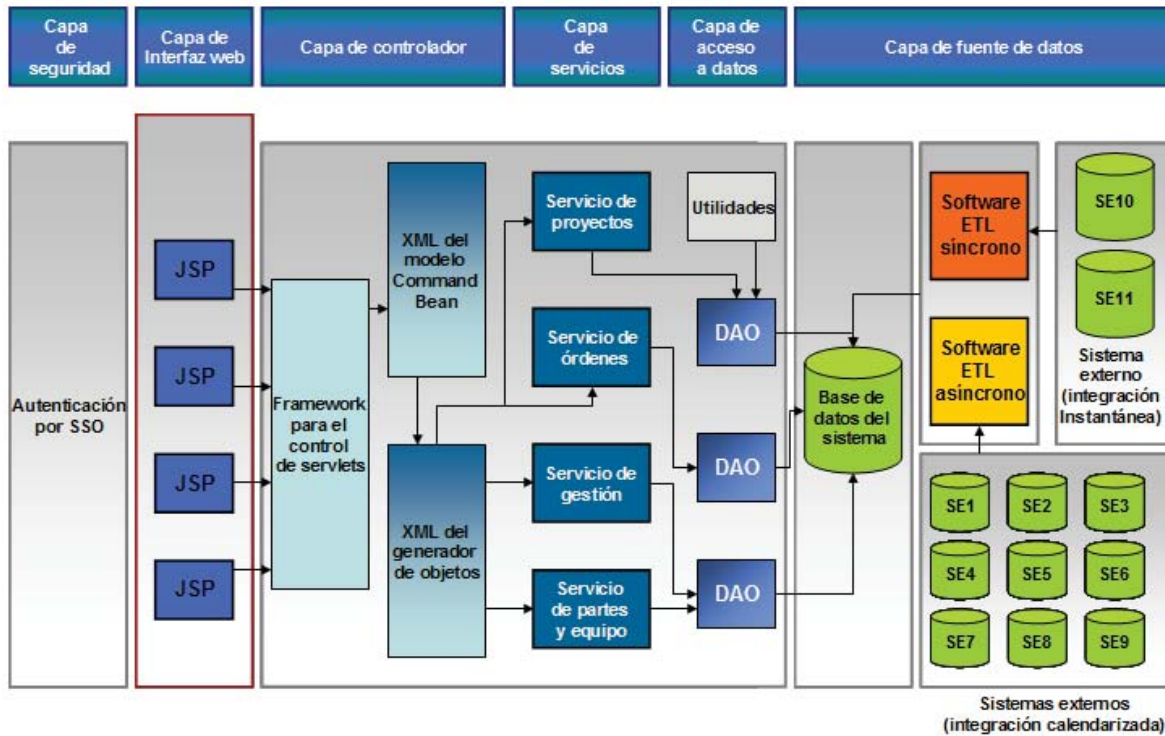 Capa
de
seguridad
Capa de
Interfaz web
Capa de controlador
Capa
de
servicios
Capa de
acceso
a datos
Capa de fuente de datos
Autenticación
por SSO
JSP
JSP
JSP
JSP
Framework
para el
control
de servlets
XML del
modelo
Command
Bean
XML del
generador
de objetos
Servicio de
proyectos
Servicio de
órdenes
Servicio de
gestión
Servicio
de partes
y equipo
Utilidades
DAO
DAO
DAO
Base de
datos del
sistema
Software
ETL
síncrono
Software
ETL
asíncrono
SE10
SE11
Sistema
externo
(integración
Instantánea)
SE1
SE2
SE3
SE4
SE5
SE6
SE7
SE8
SE9
Sistemas externos
(integración calendarizada)